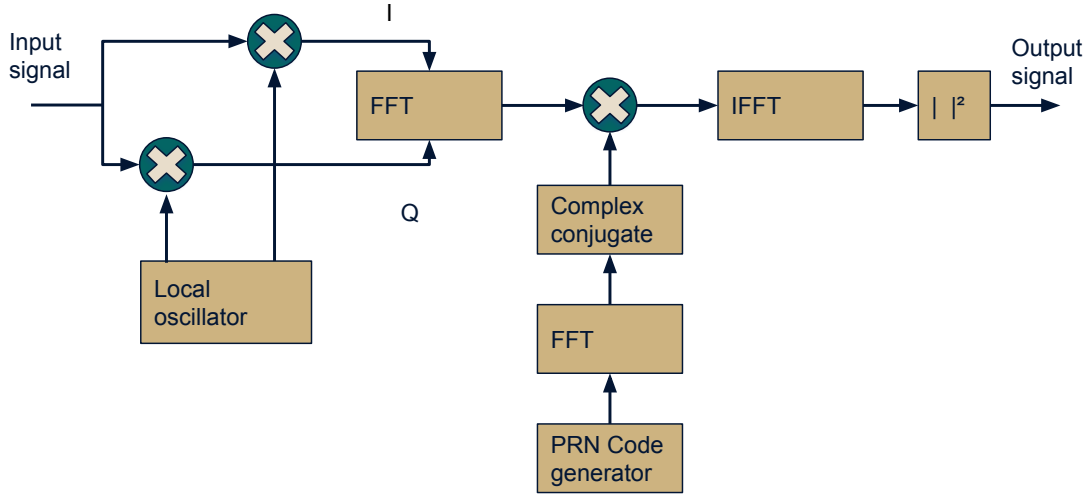 I
Input
signal
Output
signal
FFT
IFFT
| |²
Q
Complex
conjugate
Local
oscillator
FFT
PRN Code
generator